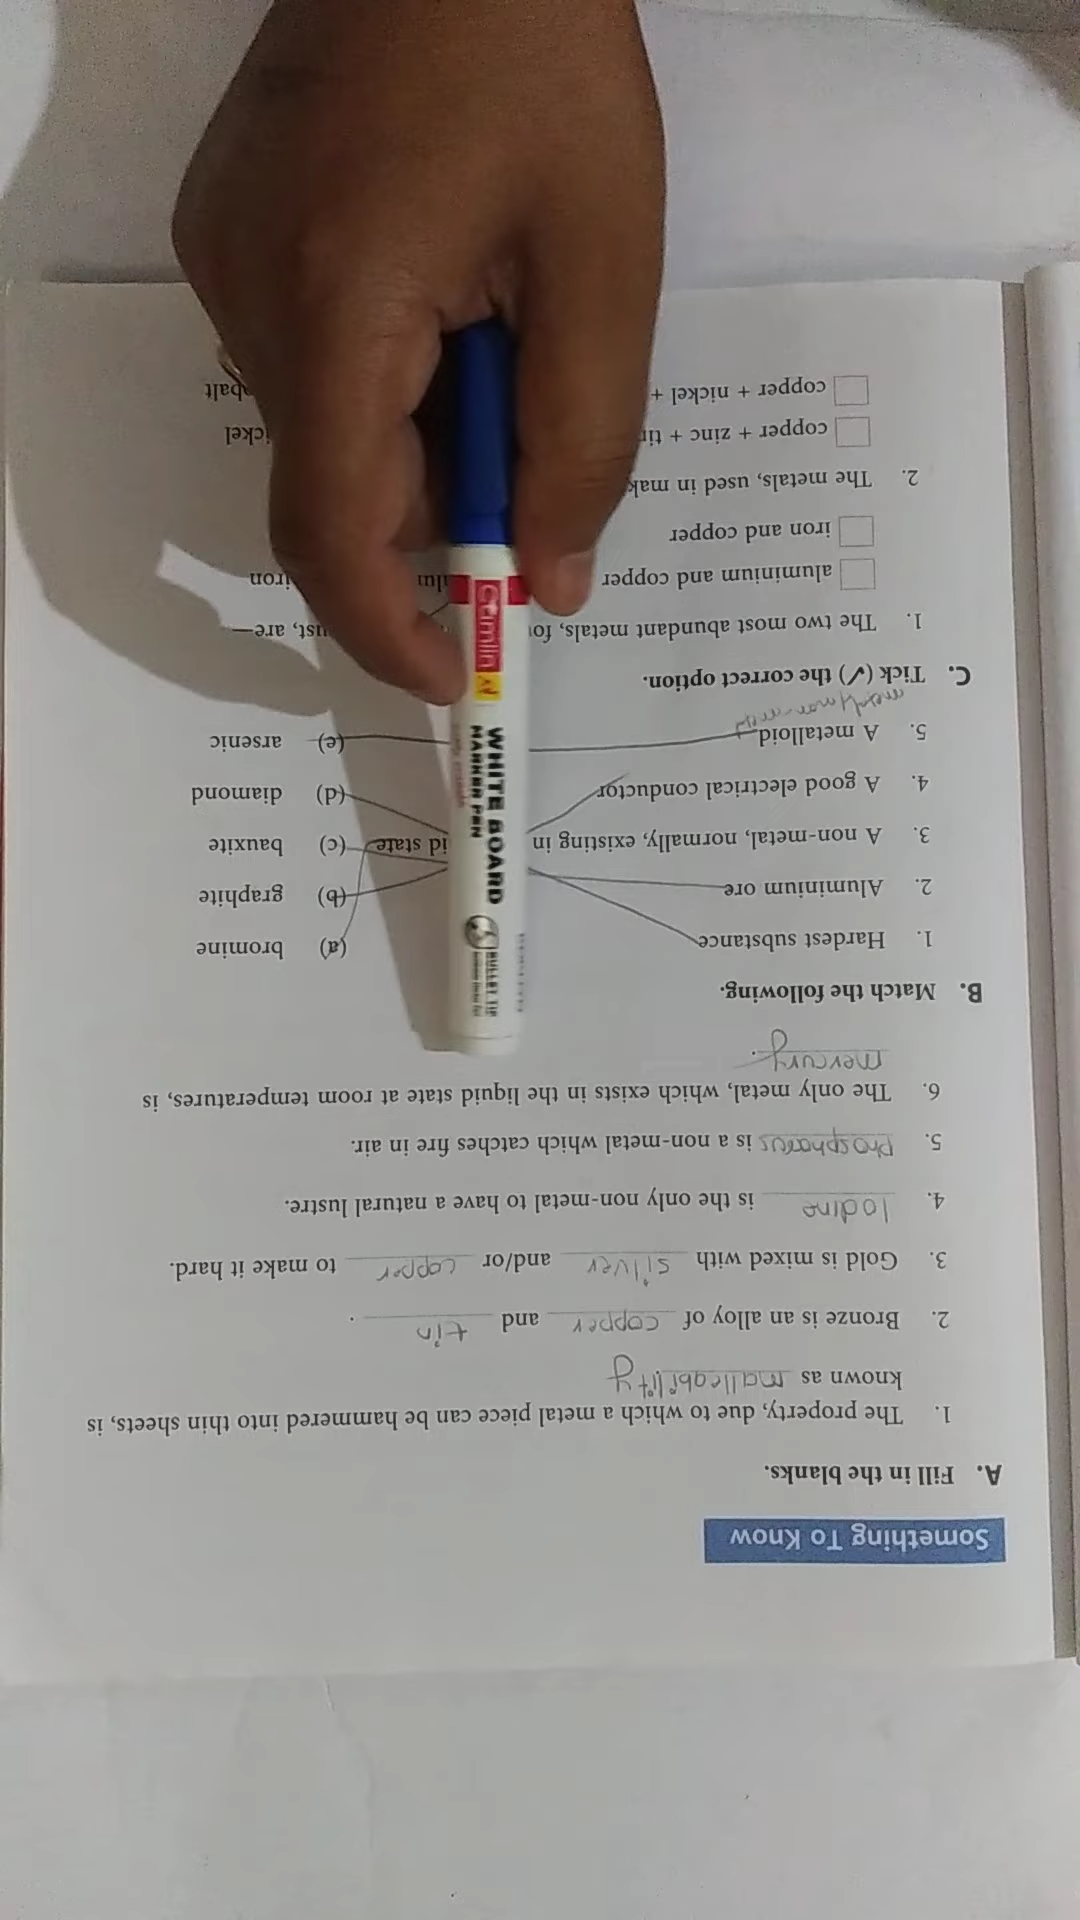 Something To Know
A. Fill in the blanks.
1. The property, due to which a metal piece can be hammered into thin sheets, is
known as malleability
2. Bronze is an alloy of copper and tin .
3. Gold is mixed with silver and/or copper to make it hard.
4. Iodine is the only non-metal to have a natural lustre.
5. Phosphorus is a non-metal which catches fire in air.
6. The only metal, which exists in the liquid state at room temperatures, is
mercury.
B. Match the following.
1. Hardest substance (a) bromine
2. Aluminium ore (b) graphite
3. A non-metal, normally, existing in id state (c) bauxite
4. A good electrical conductor (d) diamond
5. A metalloid (e) arsenic
C. Tick (✓) the correct option.
1. The two most abundant metals, fo ust, are—
aluminium and copper alu iron
iron and copper
2. The metals, used in mak
copper + zinc + tin ickel
copper + nickel + balt
Camlin
WHITE BOARD
MARKER PEN
BULLET TIP